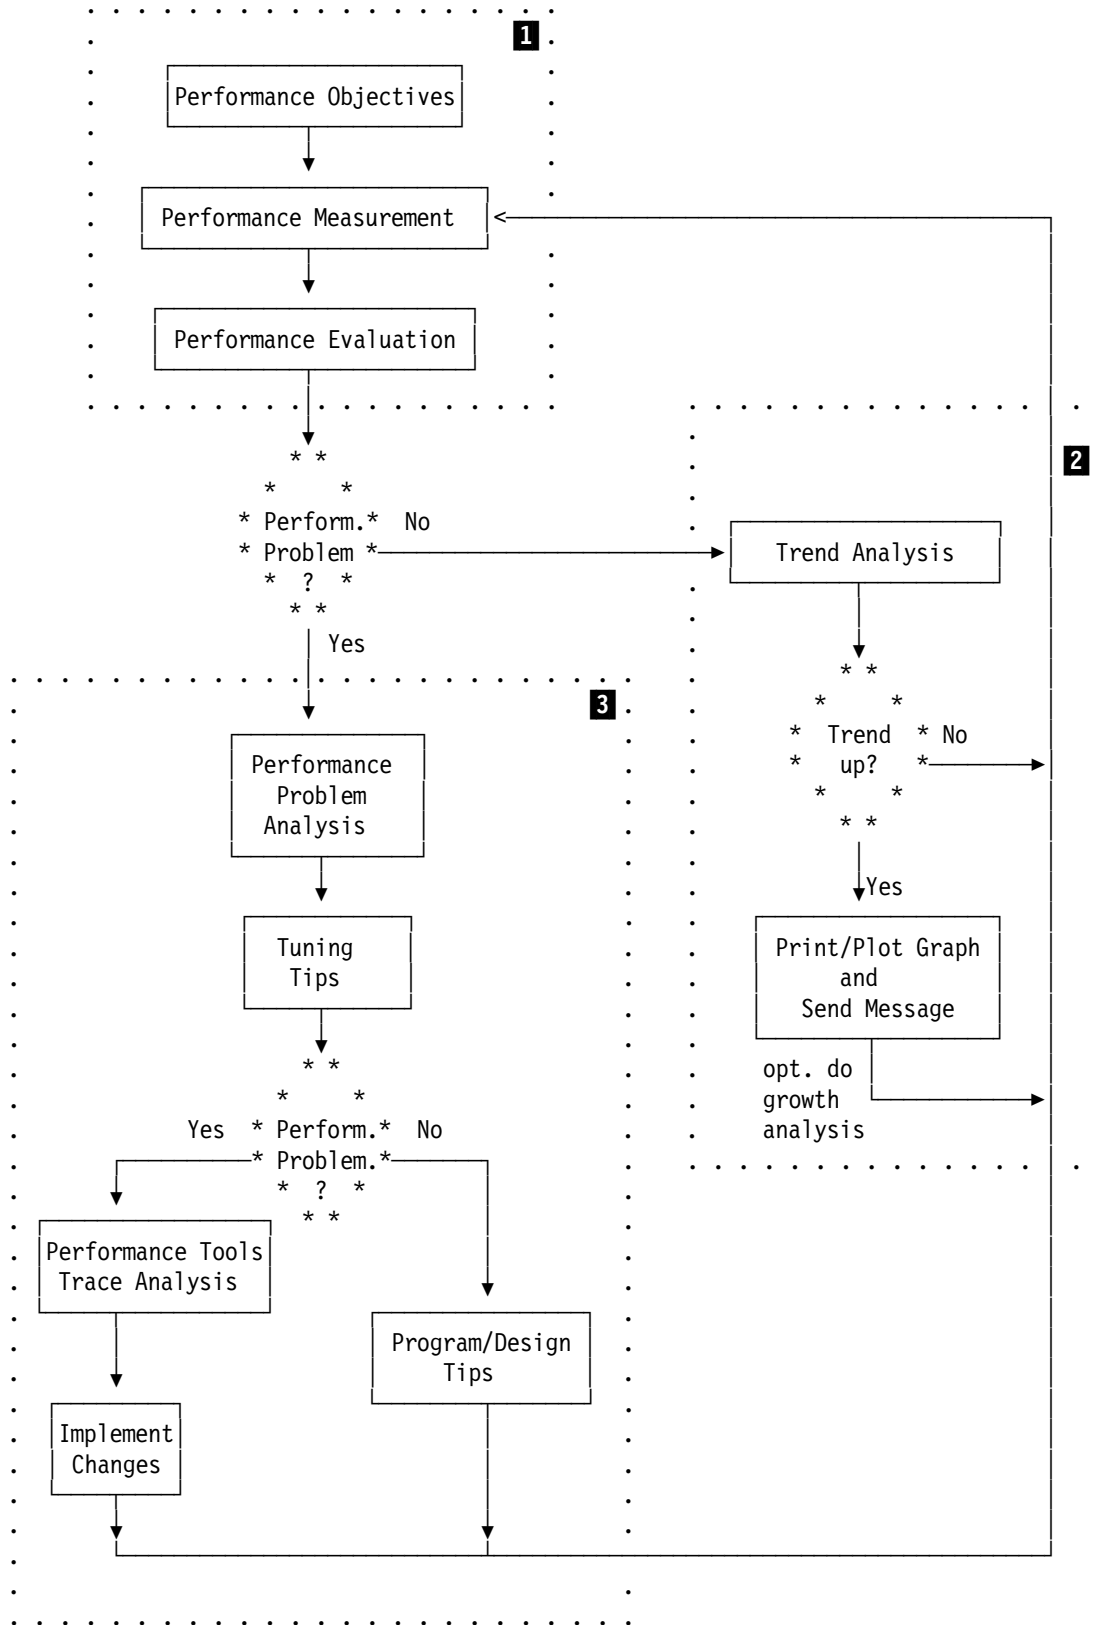 1
Performance Objectives
Performance Measurement
Performance Evaluation
2
Perform. No
Problem
?
Yes
Trend Analysis
Trend No
up?
Yes
Print/Plot Graph
and
Send Message
opt. do
growth
analysis
3
Performance
Problem
Analysis
Tuning
Tips
Yes Perform. No
Problem.
?
Performance Tools
Trace Analysis
Program/Design
Tips
Implement
Changes